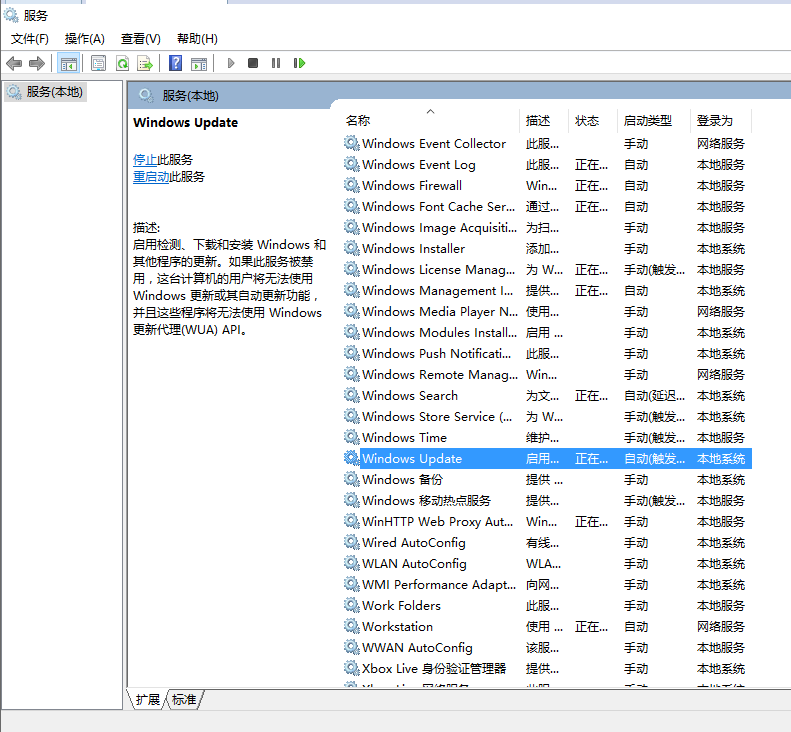 服务
文件(F) 操作(A) 查看(V) 帮助(H)
服务(本地)
服务(本地)
Windows Update
停止此服务
重启动此服务
描述:
启用检测、下载和安装 Windows 和
其他程序的更新。如果此服务被禁
用，这台计算机的用户将无法使用
Windows 更新或其自动更新功能，
并且这些程序将无法使用 Windows
更新代理(WUA) API。
名称 描述 状态 启动类型 登录为
Windows Event Collector 此服... 手动 网络服务
Windows Event Log 此服... 正在... 自动 本地服务
Windows Firewall Win... 正在... 自动 本地服务
Windows Font Cache Ser... 通过... 正在... 自动 本地服务
Windows Image Acquisiti... 为扫... 手动 本地服务
Windows Installer 添加... 手动 本地系统
Windows License Manag... 为 W... 正在... 手动(触发... 本地服务
Windows Management I... 提供... 正在... 自动 本地系统
Windows Media Player N... 使用... 手动 网络服务
Windows Modules Install... 启用 ... 手动 本地系统
Windows Push Notificati... 此服... 手动 本地系统
Windows Remote Manag... Win... 手动 网络服务
Windows Search 为文... 正在... 自动(延迟... 本地系统
Windows Store Service (... 为 W... 手动(触发... 本地系统
Windows Time 维护... 手动(触发... 本地服务
Windows Update 启用... 正在... 自动(触发... 本地系统
Windows 备份 提供 ... 手动 本地系统
Windows 移动热点服务 提供... 手动(触发... 本地服务
WinHTTP Web Proxy Aut... Win... 正在... 手动 本地服务
Wired AutoConfig 有线... 手动 本地系统
WLAN AutoConfig WLA... 手动 本地系统
WMI Performance Adapt... 向网... 手动 本地系统
Work Folders 此服... 手动 本地服务
Workstation 使用 ... 正在... 自动 网络服务
WWAN AutoConfig 该服... 手动 本地服务
Xbox Live 身份验证管理器 提供... 手动 本地系统
扩展 标准